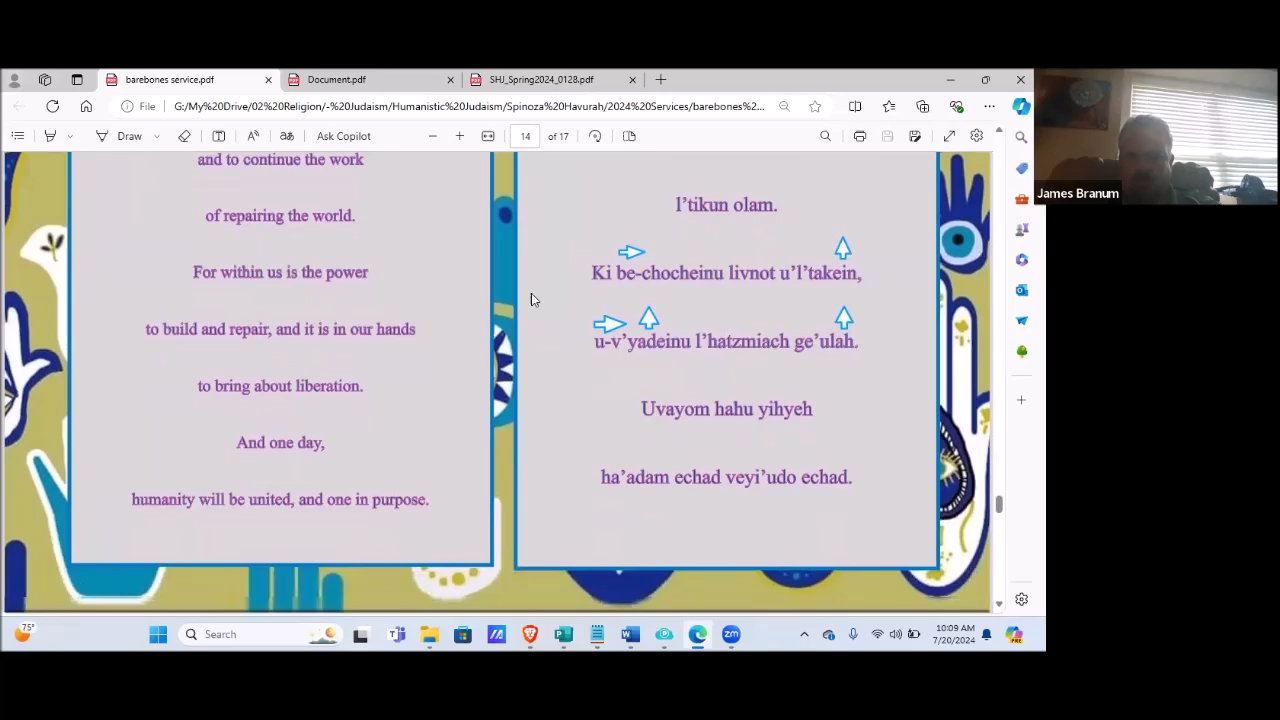 barebones service.pdf
Document.pdf
SHJ_Spring2024_0128.pdf
File
G:/My%20Drive/02%20Religion/-%20Judaism/Humanistic%20Judaism/Spinoza%20Havurah/2024%20Services/barebones%2...
Draw
Ask Copilot
14 of 17
James Branum
and to continue the work
of repairing the world.
For within us is the power
to build and repair, and it is in our hands
to bring about liberation.
And one day,
humanity will be united, and one in purpose.
l’tikun olam.
Ki be-chocheinu livnot u’l’takein,
u-v’yadeinu l’hatzmiach ge’ulah.
Uvayom hahu yihyeh
ha’adam echad veyi’udo echad.
75°
Search
10:09 AM
7/20/2024